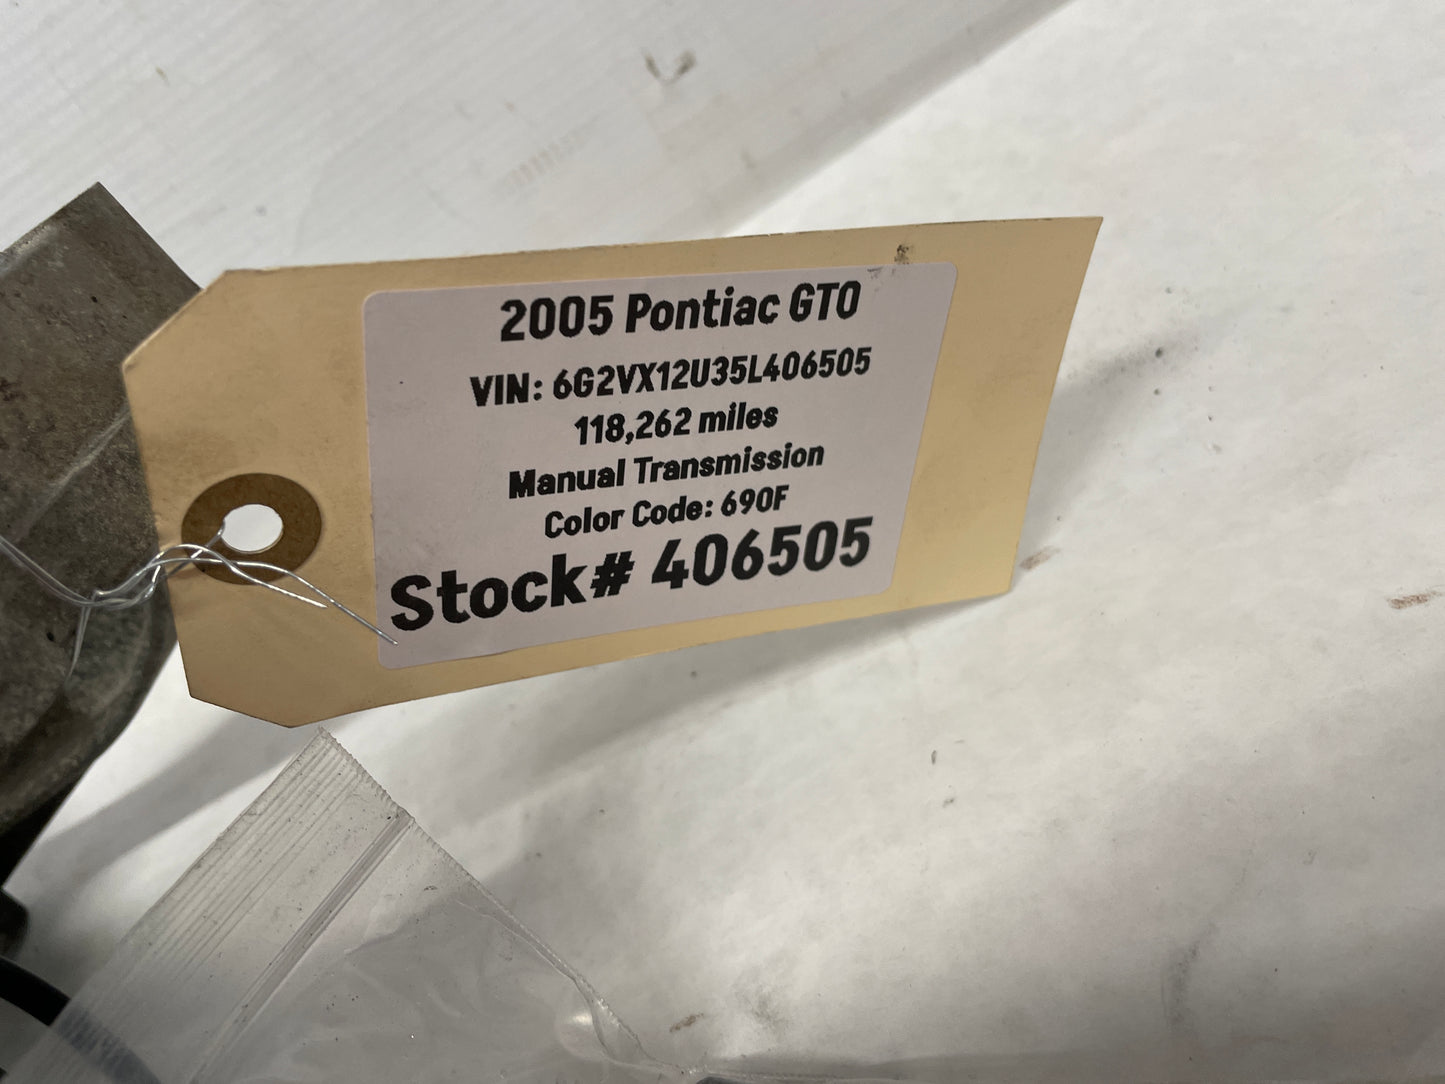 2005 Pontiac GTO
VIN: 6G2VX12U35L406505
118,262 miles
Manual Transmission
Color Code: 690F
Stock# 406505